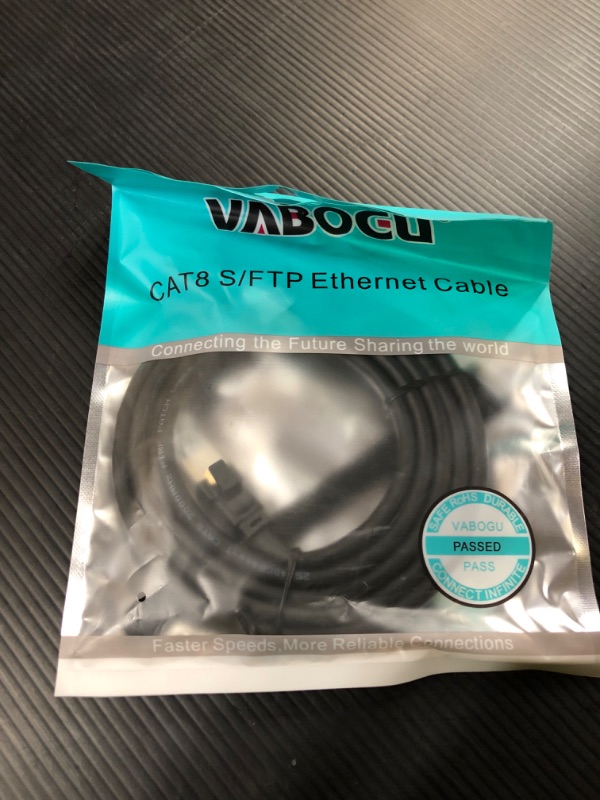 VABOGU
CAT8 S/FTP Ethernet Cable
Connecting the Future Sharing the world
SAFE RoHS DURABLE
VABOGU
PASSED
PASS
CONNECT INFINITE
Faster Speeds,More Reliable Connections